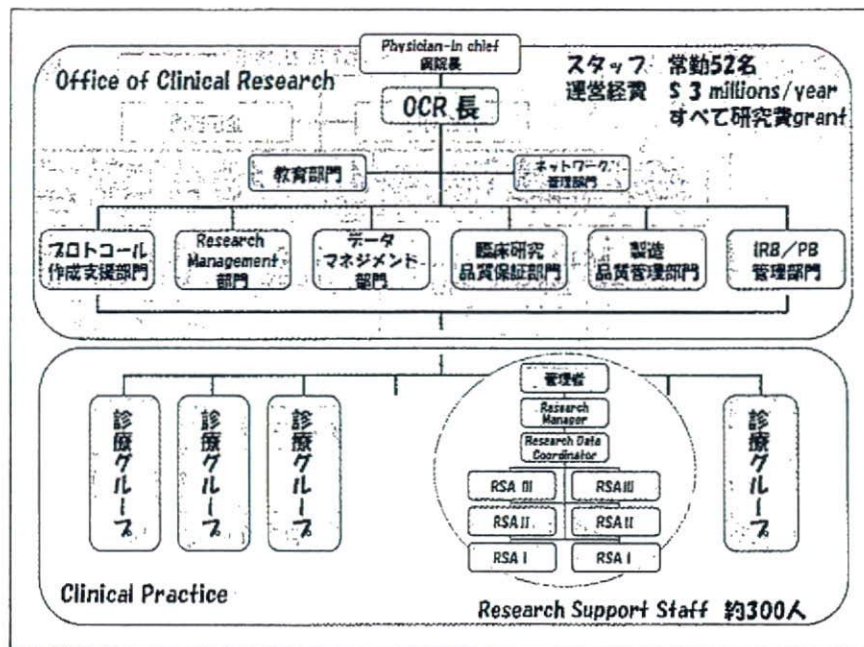 Physician-in chief
病院長
Office of Clinical Research
スタッフ 常勤52名
運営経費 $ 3 millions/year
すべて研究費grant
OCR 長
教育部門
ネットワーク
管理部門
プロトコール
作成支援部門
Research
Management
部門
データ
マネジメント
部門
臨床研究
品質保証部門
製造
品質管理部門
IRB/PB
管理部門
診療グループ
診療グループ
診療グループ
管理者
Research
Manager
Research Data
Coordinator
RSA III
RSAIII
RSA II
RSA II
RSA I
RSA I
診療グループ
Clinical Practice
Research Support Staff 約300人